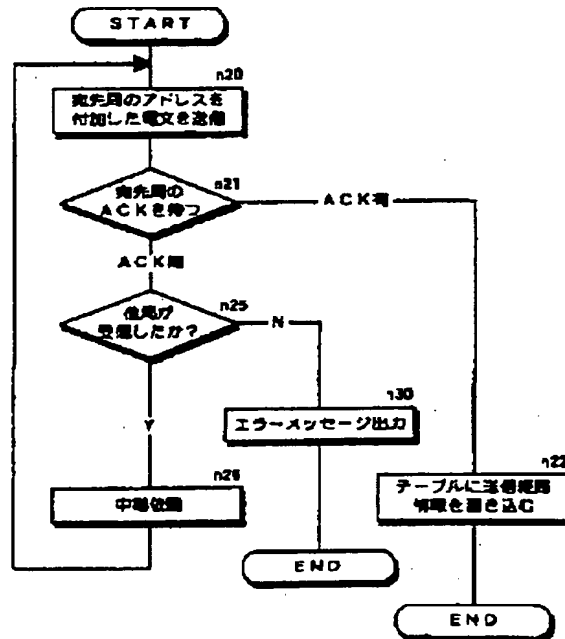 START
n20
宛先局のアドレスを
付加した電文を送信
n21
宛先局の
ACKを待つ
ACK有
ACK無
n25
他局が
受信したか?
N
n30
エラーメッセージ出力
Y
n22
テーブルに送信経路
情報を書き込む
n26
中継依頼
END
END